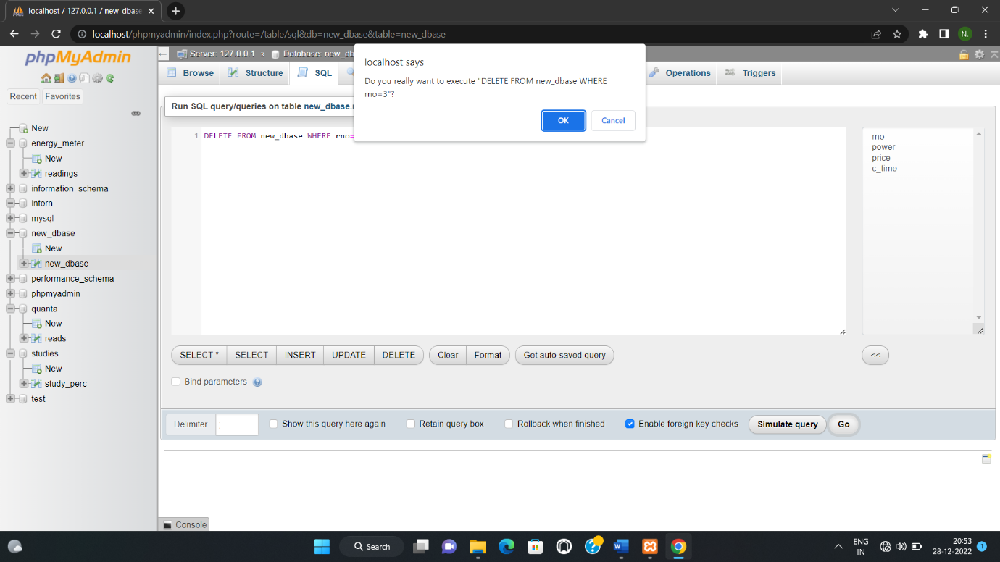 localhost / 127.0.0.1 / new_dbase
localhost/phpmyadmin/index.php?route=/table/sql&db=new_dbase&table=new_dbase
N.
phpMyAdmin
Recent
Favorites
New
energy_meter
New
readings
information_schema
intern
mysql
new_dbase
New
new_dbase
performance_schema
phpmyadmin
quanta
New
reads
studies
New
study_perc
test
Server: 127.0.0.1 » Database: new_db
Browse
Structure
SQL
Operations
Triggers
localhost says
Do you really want to execute "DELETE FROM new_dbase WHERE
rno=3"?
OK
Cancel
Run SQL query/queries on table new_dbase.
1 DELETE FROM new_dbase WHERE rno=
rno
power
price
c_time
SELECT *
SELECT
INSERT
UPDATE
DELETE
Clear
Format
Get auto-saved query
<<
Bind parameters
Delimiter
;
Show this query here again
Retain query box
Rollback when finished
Enable foreign key checks
Simulate query
Go
Console
Search
ENG
IN
20:53
28-12-2022
1